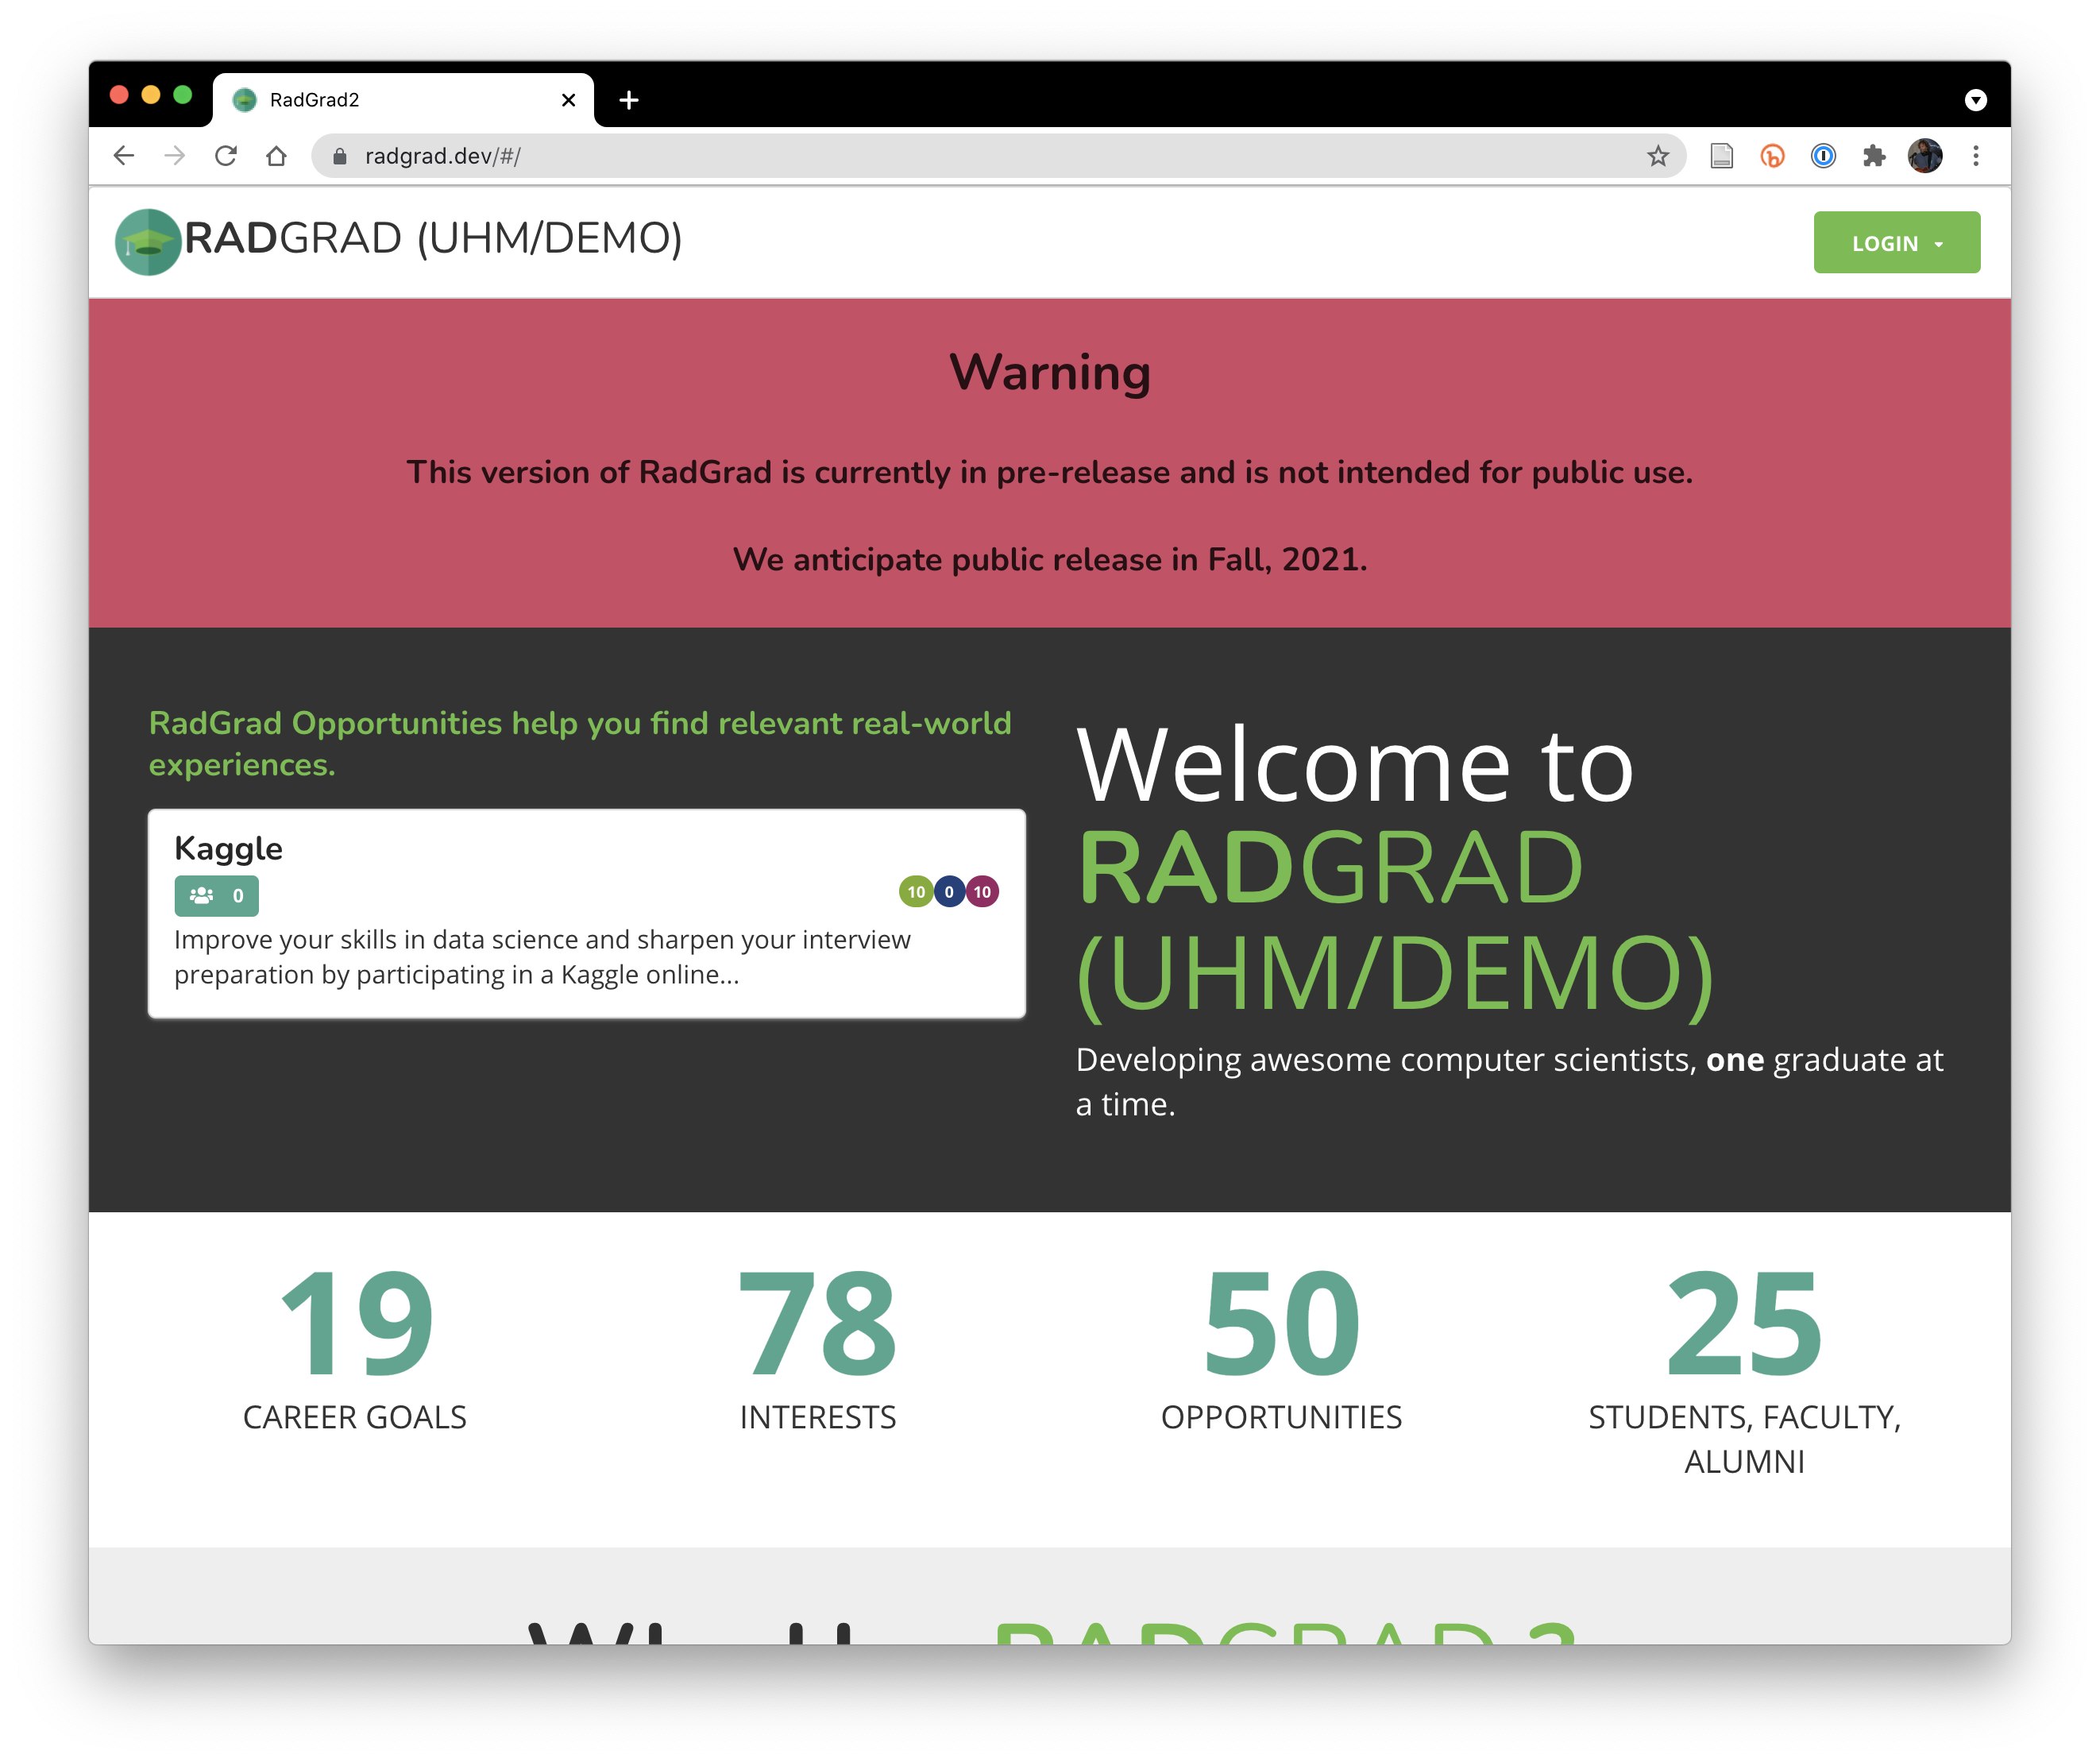 RadGrad2
radgrad.dev/#/
RADGRAD (UHM/DEMO)
LOGIN
Warning
This version of RadGrad is currently in pre-release and is not intended for public use.
We anticipate public release in Fall, 2021.
RadGrad Opportunities help you find relevant real-world
experiences.
Kaggle
0
10 0 10
Improve your skills in data science and sharpen your interview
preparation by participating in a Kaggle online...
Welcome to
RADGRAD
(UHM/DEMO)
Developing awesome computer scientists, one graduate at
a time.
19
CAREER GOALS
78
INTERESTS
50
OPPORTUNITIES
25
STUDENTS, FACULTY,
ALUMNI
RADGRAD ?